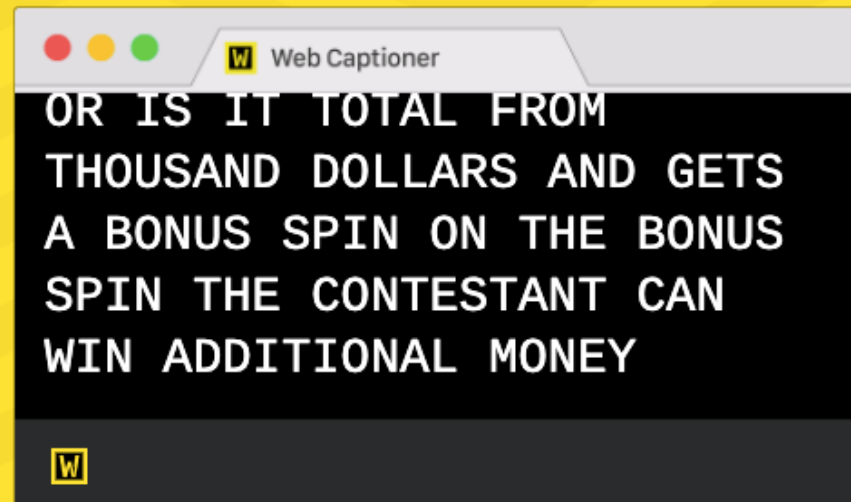 W Web Captioner
OR IS IT TOTAL FROM
THOUSAND DOLLARS AND GETS
A BONUS SPIN ON THE BONUS
SPIN THE CONTESTANT CAN
WIN ADDITIONAL MONEY
W